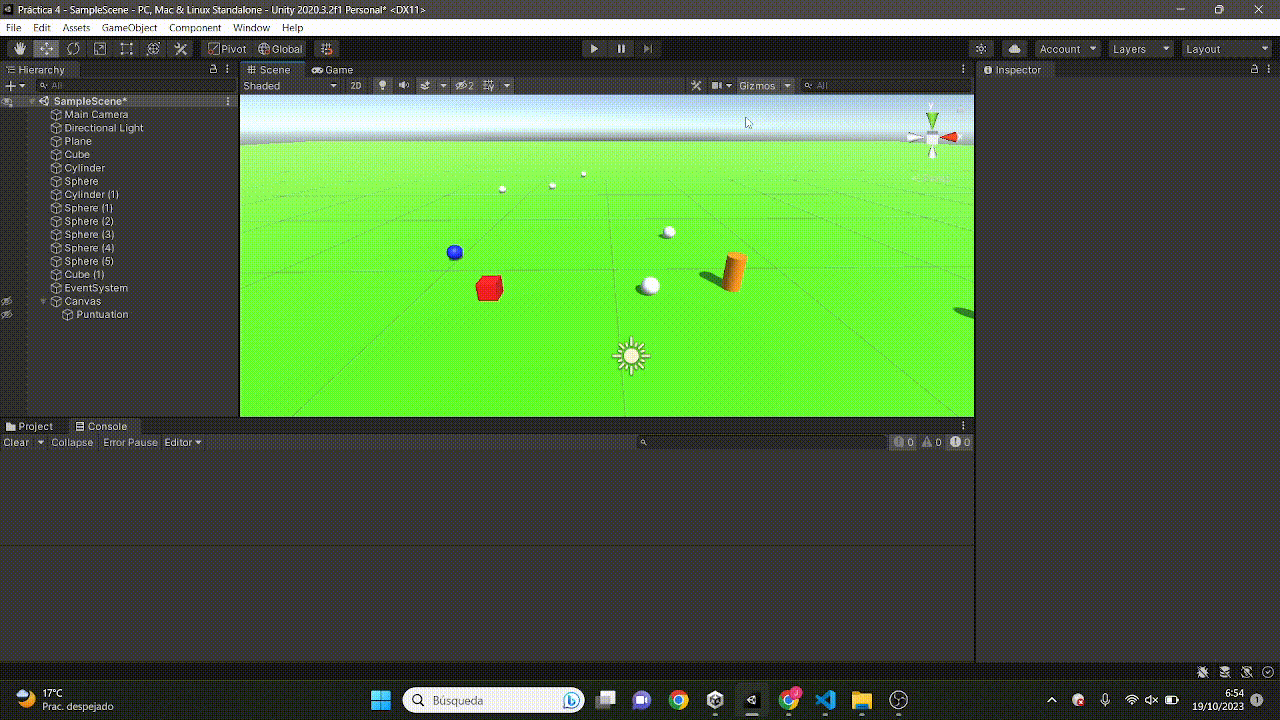 Práctica 4 - SampleScene - PC, Mac & Linux Standalone - Unity 2020.3.2f1 Personal* <DX11>
File Edit Assets GameObject Component Window Help
Pivot Global Account Layers Layout
Hierarchy Scene Game Inspector
All Shaded 2D 2 Gizmos All
SampleScene*
Main Camera
Directional Light
Plane
Cube
Cylinder
Sphere
Cylinder (1)
Sphere (1)
Sphere (2)
Sphere (3)
Sphere (4)
Sphere (5)
Cube (1)
EventSystem
Canvas
Puntuation
y
Project Console
Clear Collapse Error Pause Editor 0 0 0
17°C
Prac. despejado
Búsqueda
6:54
19/10/2023
1